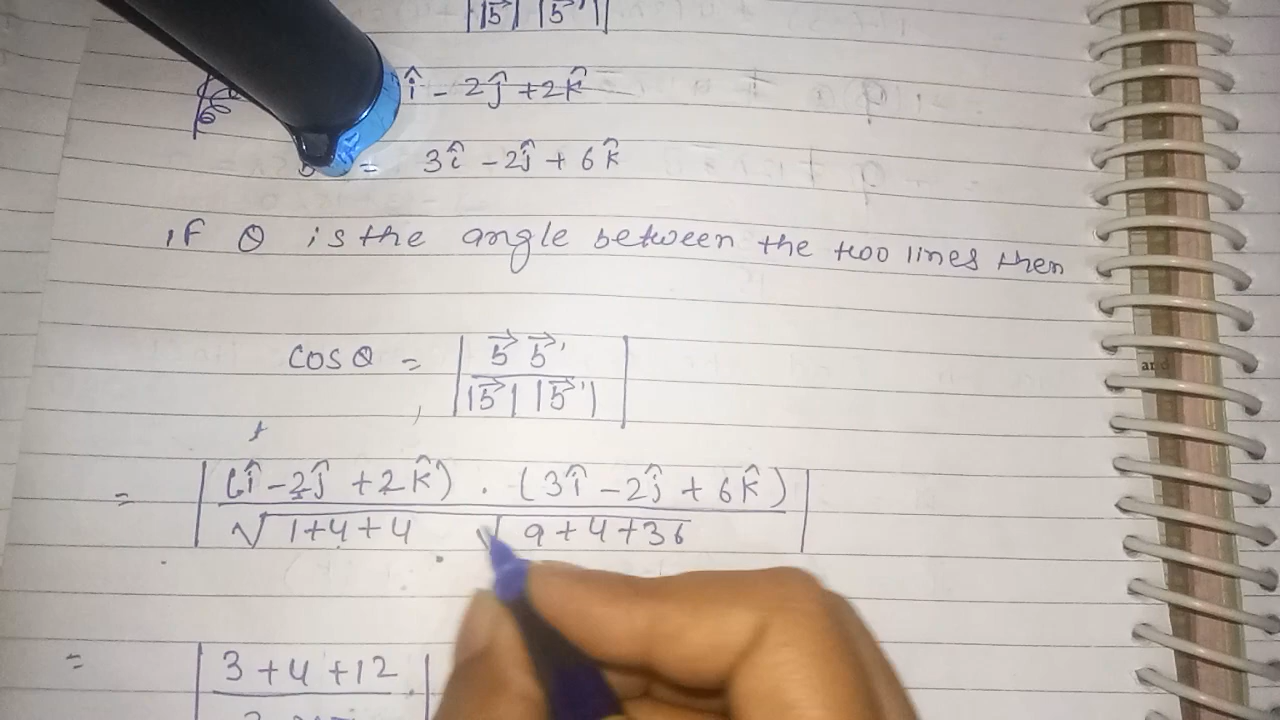 |b⃗| |b⃗'|
î - 2ĵ + 2k̂
= 3î - 2ĵ + 6k̂
if θ is the angle between the two lines then
cos θ = | b⃗ b⃗' / |b⃗| |b⃗'| |
= | (î - 2ĵ + 2k̂) . (3î - 2ĵ + 6k̂) / √1+4+4 √9+4+36 |
= | 3 + 4 + 12
and